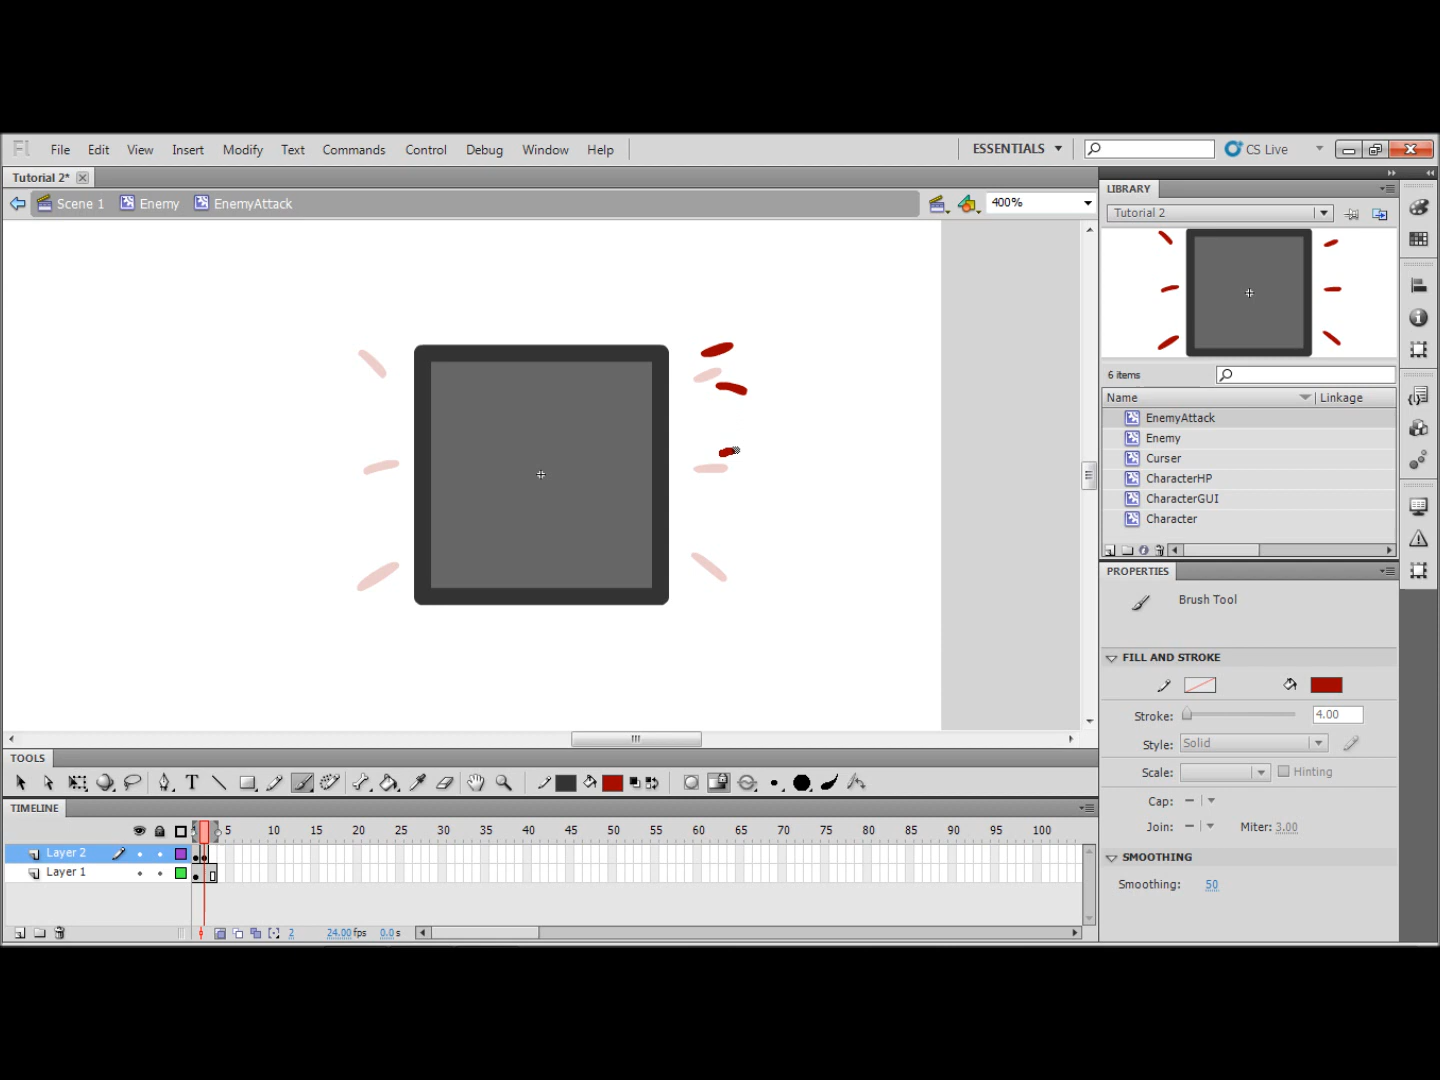 Fl File Edit View Insert Modify Text Commands Control Debug Window Help ESSENTIALS CS Live
Tutorial 2*
Scene 1 Enemy EnemyAttack 400%
LIBRARY
Tutorial 2
6 items
Name Linkage
EnemyAttack
Enemy
Curser
CharacterHP
CharacterGUI
Character
PROPERTIES
Brush Tool
FILL AND STROKE
Stroke: 4.00
Style: Solid
Scale: Hinting
Cap:
Join: Miter: 3.00
SMOOTHING
Smoothing: 50
TOOLS
TIMELINE
5 10 15 20 25 30 35 40 45 50 55 60 65 70 75 80 85 90 95 100
Layer 2
Layer 1
2 24.00fps 0.0s